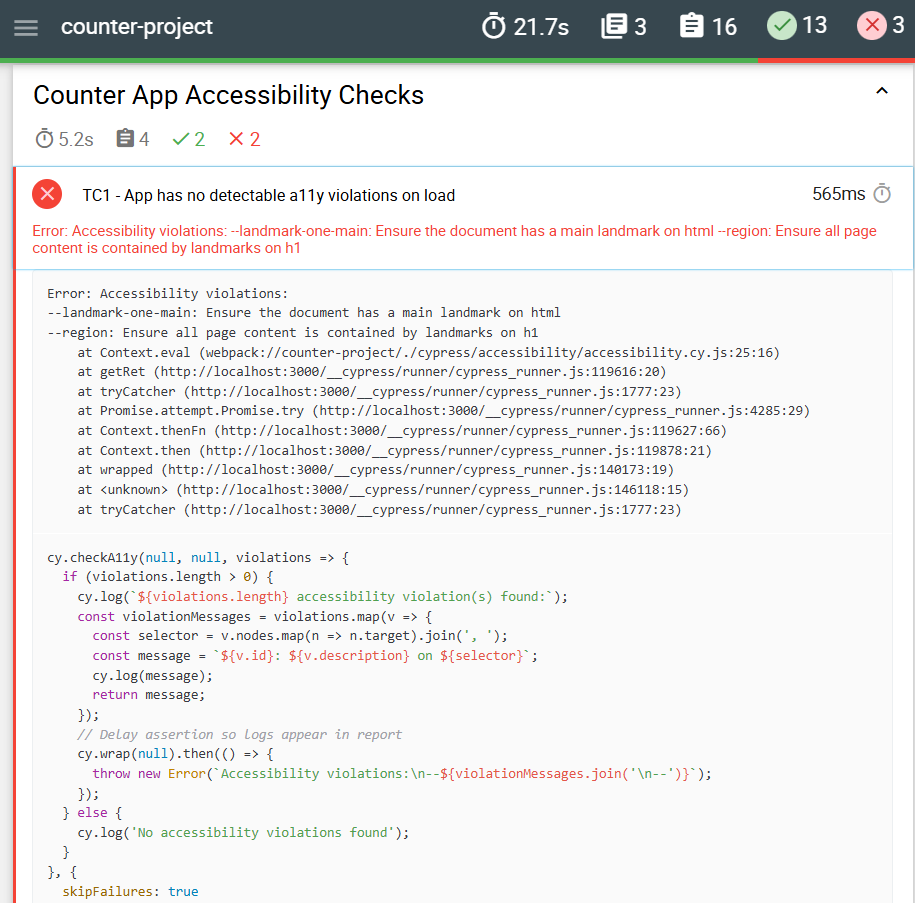 counter-project 21.7s 3 16 13 3
Counter App Accessibility Checks
5.2s 4 2 2
TC1 - App has no detectable a11y violations on load 565ms
Error: Accessibility violations: --landmark-one-main: Ensure the document has a main landmark on html --region: Ensure all page
content is contained by landmarks on h1
Error: Accessibility violations:
--landmark-one-main: Ensure the document has a main landmark on html
--region: Ensure all page content is contained by landmarks on h1
    at Context.eval (webpack://counter-project/./cypress/accessibility/accessibility.cy.js:25:16)
    at getRet (http://localhost:3000/__cypress/runner/cypress_runner.js:119616:20)
    at tryCatcher (http://localhost:3000/__cypress/runner/cypress_runner.js:1777:23)
    at Promise.attempt.Promise.try (http://localhost:3000/__cypress/runner/cypress_runner.js:4285:29)
    at Context.thenFn (http://localhost:3000/__cypress/runner/cypress_runner.js:119627:66)
    at Context.then (http://localhost:3000/__cypress/runner/cypress_runner.js:119878:21)
    at wrapped (http://localhost:3000/__cypress/runner/cypress_runner.js:140173:19)
    at <unknown> (http://localhost:3000/__cypress/runner/cypress_runner.js:146118:15)
    at tryCatcher (http://localhost:3000/__cypress/runner/cypress_runner.js:1777:23)
cy.checkA11y(null, null, violations => {
  if (violations.length > 0) {
    cy.log(`${violations.length} accessibility violation(s) found:`);
    const violationMessages = violations.map(v => {
      const selector = v.nodes.map(n => n.target).join(', ');
      const message = `${v.id}: ${v.description} on ${selector}`;
      cy.log(message);
      return message;
    });
    // Delay assertion so logs appear in report
    cy.wrap(null).then(() => {
      throw new Error(`Accessibility violations:\n--${violationMessages.join('\n--')}`);
    });
  } else {
    cy.log('No accessibility violations found');
  }
}, {
  skipFailures: true